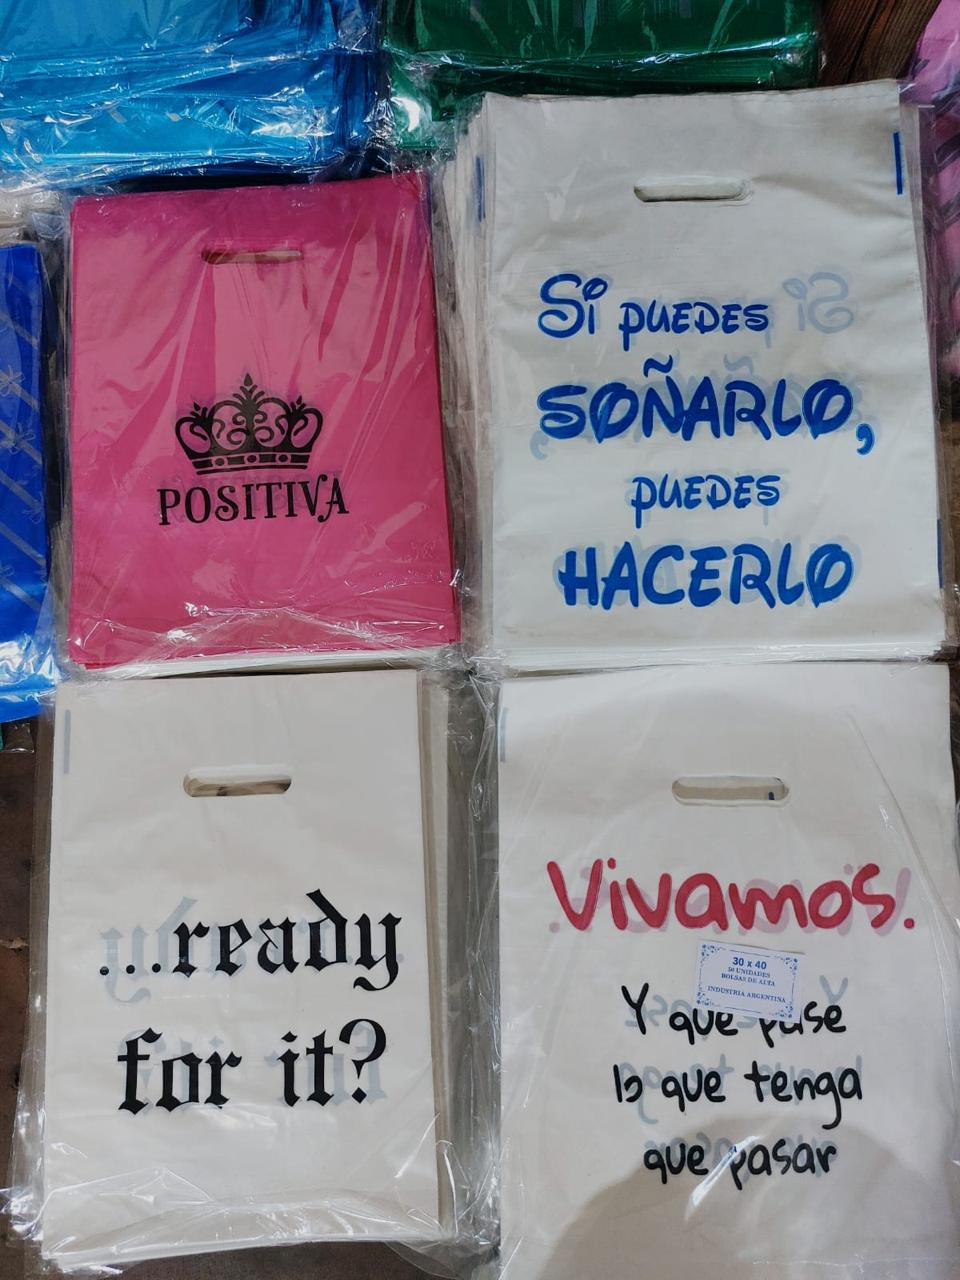 POSITIVA
Si puedes
SOÑARLO,
puedes
HACERLO
...ready
for it?
Vivamos.
30 x 40
50 UNIDADES
BOLSAS DE ALTA
INDUSTRIA ARGENTINA
Y que pase
lo que tenga
que pasar